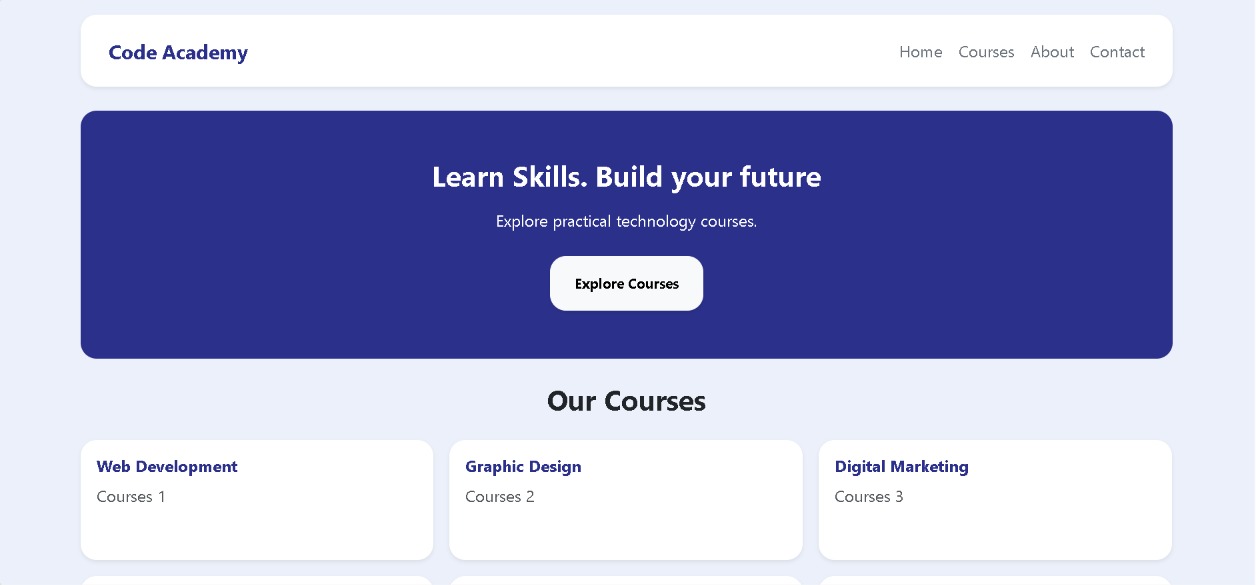 Code Academy
Home Courses About Contact
Learn Skills. Build your future
Explore practical technology courses.
Explore Courses
Our Courses
Web Development
Courses 1
Graphic Design
Courses 2
Digital Marketing
Courses 3